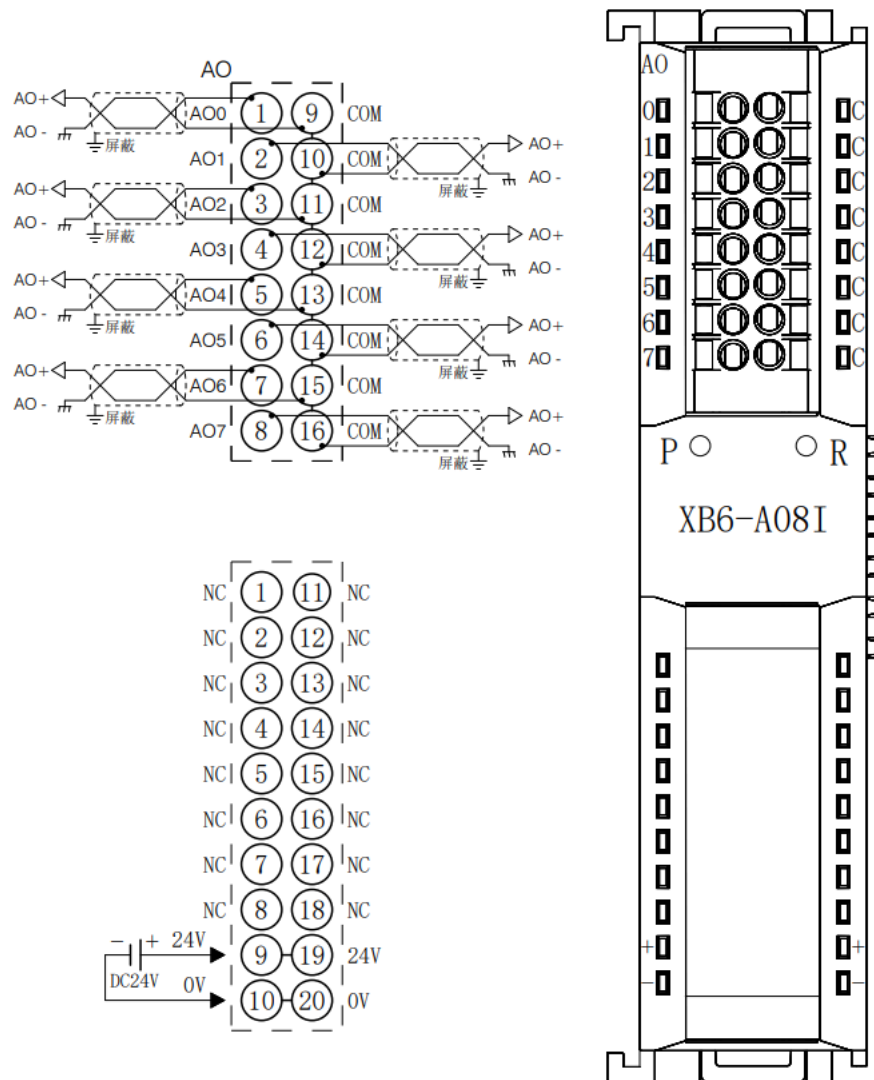 AO
AO+ AO0 1 9 COM
AO- 屏蔽
AO1 2 10 COM AO+
屏蔽 AO-
AO+ AO2 3 11 COM
AO- 屏蔽
AO3 4 12 COM AO+
屏蔽 AO-
AO+ AO4 5 13 COM
AO- 屏蔽
AO5 6 14 COM AO+
屏蔽 AO-
AO+ AO6 7 15 COM
AO- 屏蔽
AO7 8 16 COM AO+
屏蔽 AO-
NC 1 11 NC
NC 2 12 NC
NC 3 13 NC
NC 4 14 NC
NC 5 15 NC
NC 6 16 NC
NC 7 17 NC
NC 8 18 NC
- + 24V 9 19 24V
DC24V 0V 10 20 0V
AO
0 C
1 C
2 C
3 C
4 C
5 C
6 C
7 C
P R
XB6-A08I
+ +
- -